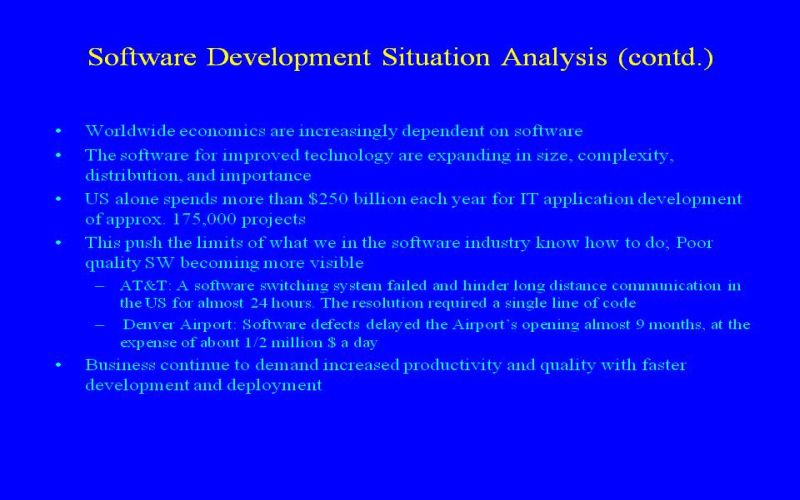 Software Development Situation Analysis (contd.)
• Worldwide economics are increasingly dependent on software
• The software for improved technology are expanding in size, complexity,
distribution, and importance
• US alone spends more than $250 billion each year for IT application development
of approx. 175,000 projects
• This push the limits of what we in the software industry know how to do; Poor
quality SW becoming more visible
– AT&T: A software switching system failed and hinder long distance communication in
the US for almost 24 hours. The resolution required a single line of code
– Denver Airport: Software defects delayed the Airport's opening almost 9 months, at the
expense of about 1/2 million $ a day
• Business continue to demand increased productivity and quality with faster
development and deployment